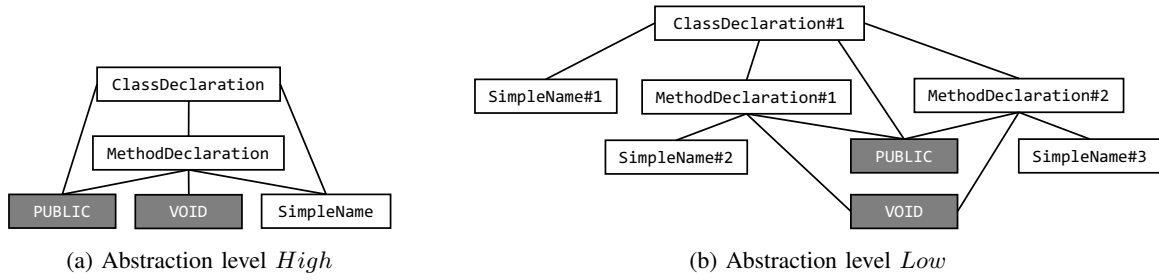 ClassDeclaration
MethodDeclaration
PUBLIC VOID SimpleName
(a) Abstraction level High
ClassDeclaration#1
SimpleName#1 MethodDeclaration#1 MethodDeclaration#2
SimpleName#2 PUBLIC SimpleName#3
VOID
(b) Abstraction level Low